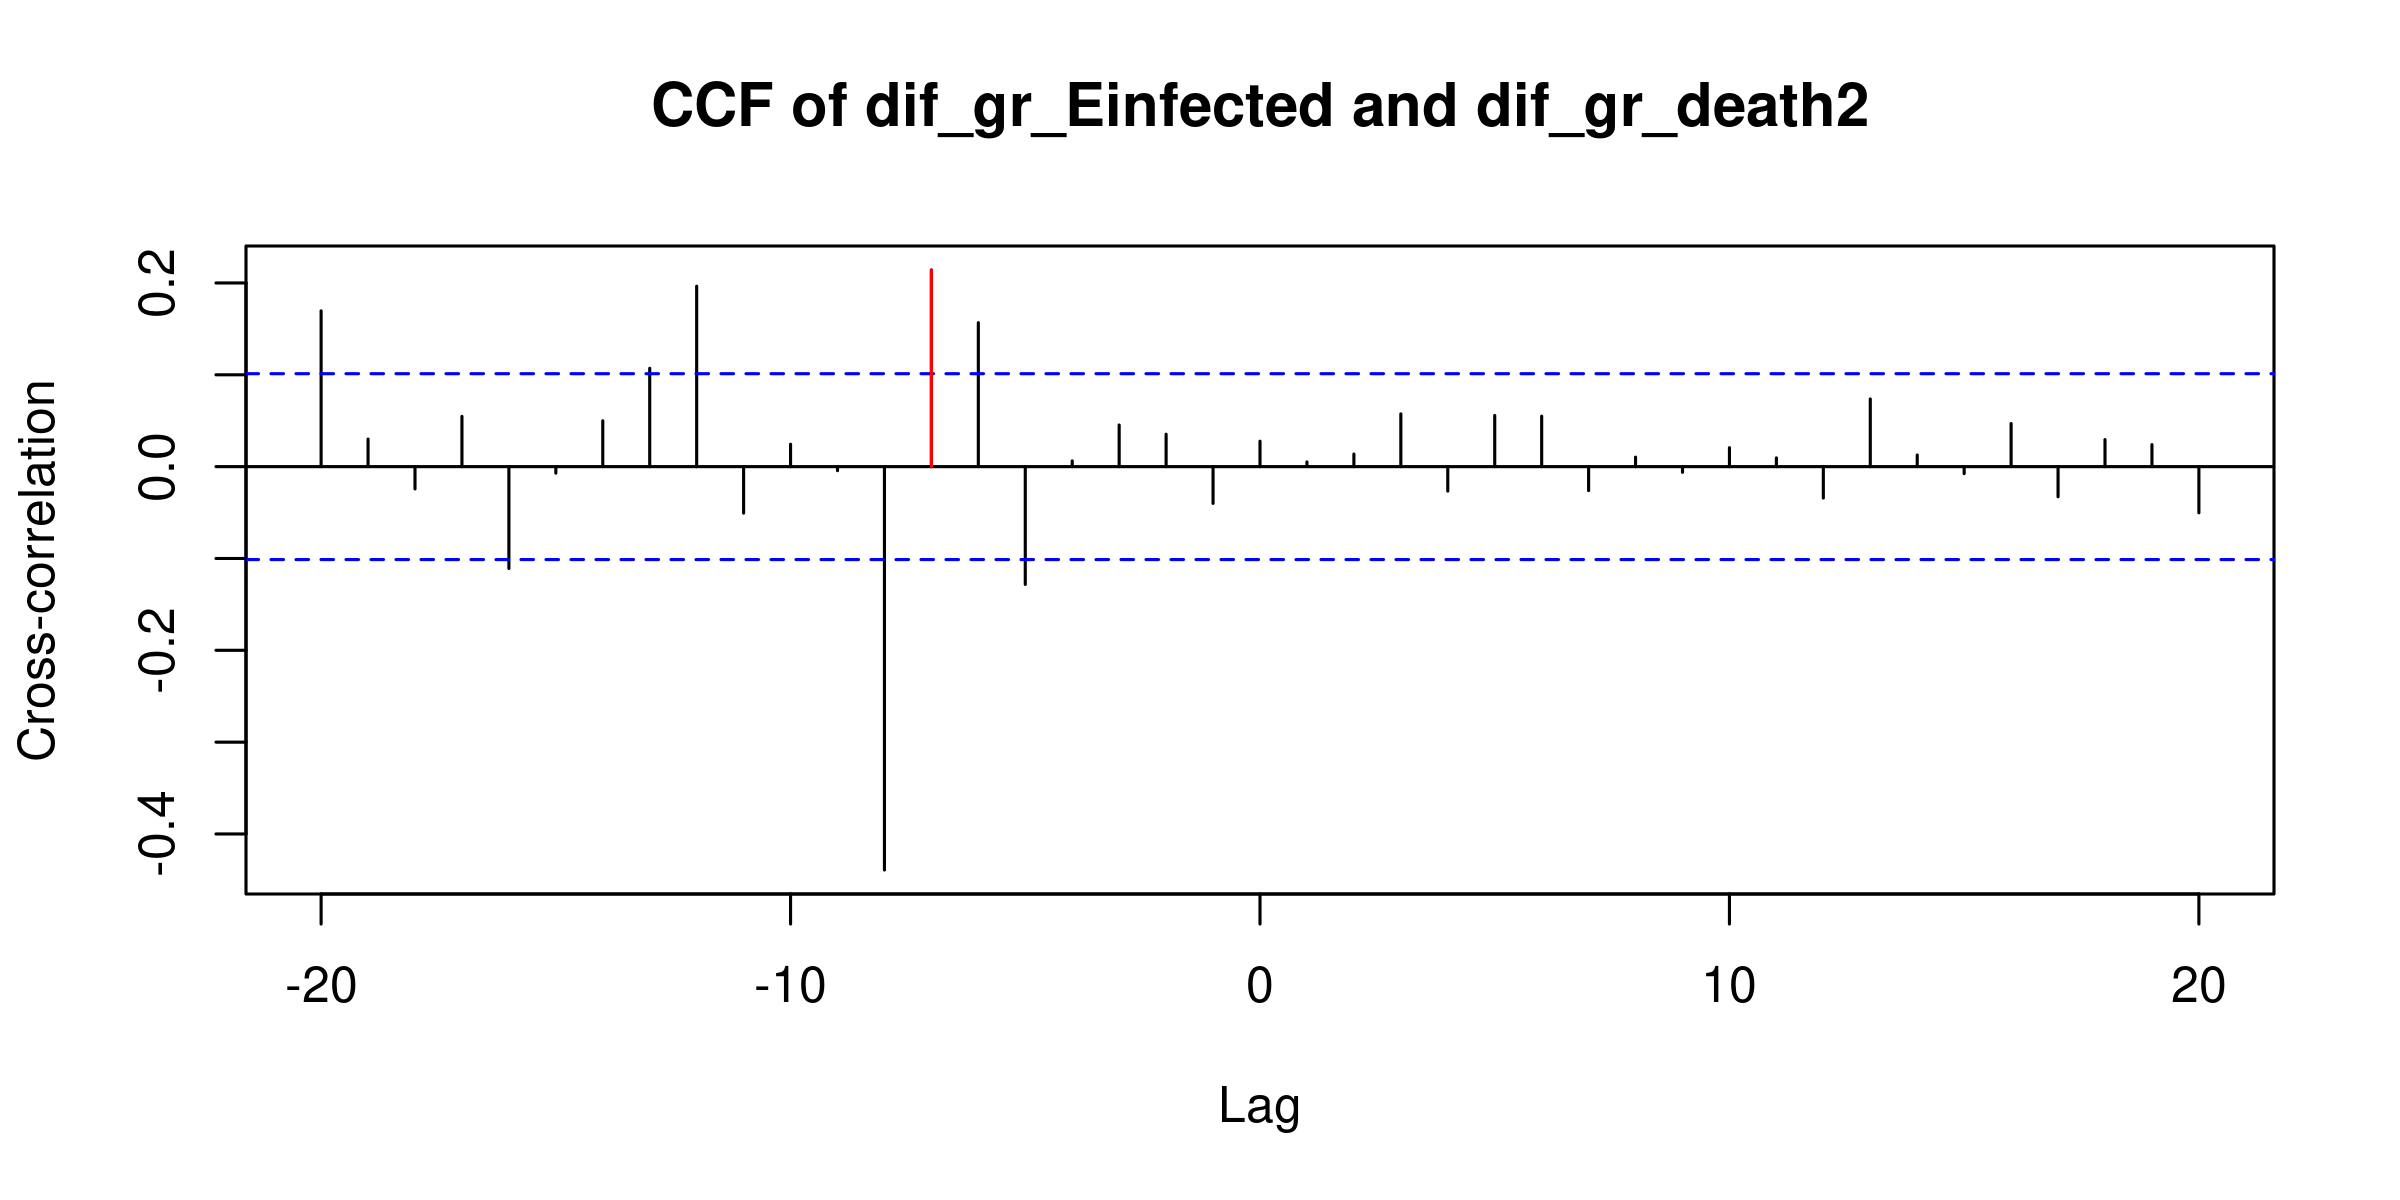 CCF of dif_gr_Einfected and dif_gr_death2
Cross-correlation
0.2
0.0
-0.2
-0.4
-20 -10 0 10 20
Lag